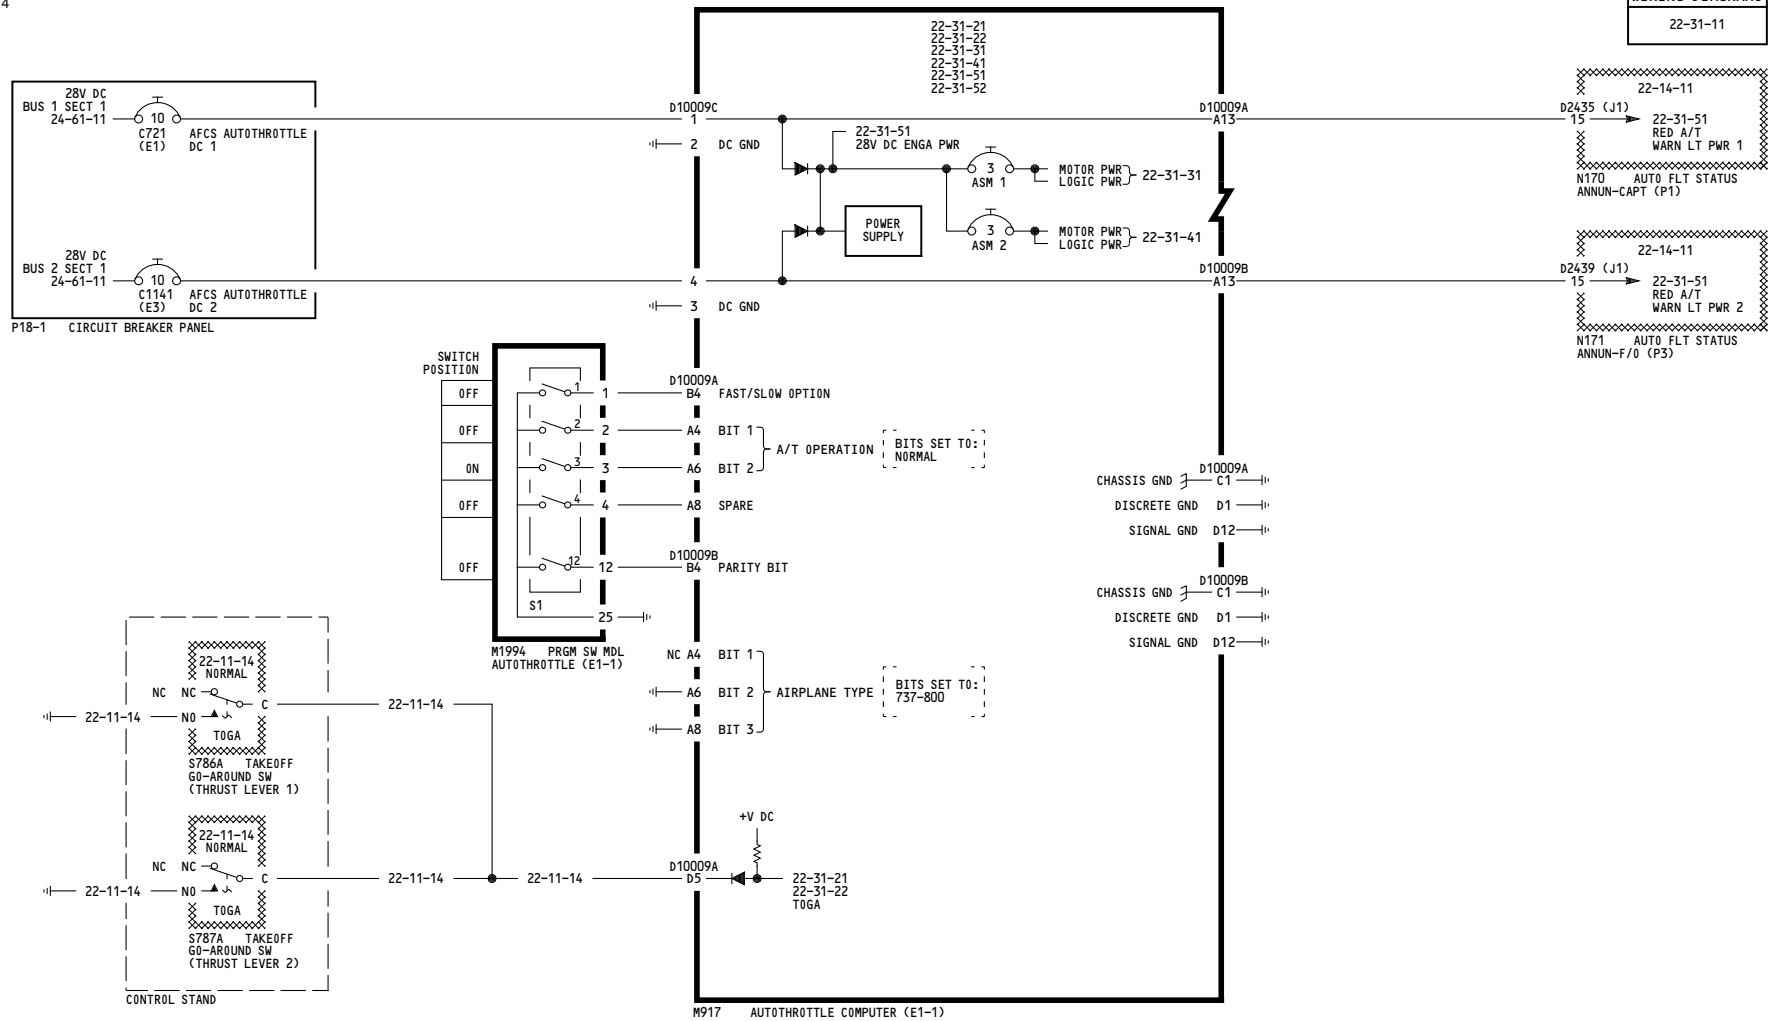 4
22-31-11
22-31-21
22-31-22
22-31-31
22-31-41
22-31-51
22-31-52
28V DC
BUS 1 SECT 1
24-61-11
10
C721
(E1)
AFCS AUTOTHROTTLE
DC 1
28V DC
BUS 2 SECT 1
24-61-11
10
C1141
(E3)
AFCS AUTOTHROTTLE
DC 2
P18-1 CIRCUIT BREAKER PANEL
D10009C
1
2 DC GND
4
3 DC GND
22-31-51
28V DC ENGA PWR
POWER
SUPPLY
3
ASM 1
MOTOR PWR
LOGIC PWR
22-31-31
3
ASM 2
MOTOR PWR
LOGIC PWR
22-31-41
D10009A
A13
D10009B
A13
22-14-11
D2435 (J1)
15
22-31-51
RED A/T
WARN LT PWR 1
N170 AUTO FLT STATUS
ANNUN-CAPT (P1)
22-14-11
D2439 (J1)
15
22-31-51
RED A/T
WARN LT PWR 2
N171 AUTO FLT STATUS
ANNUN-F/O (P3)
SWITCH
POSITION
OFF 1 1
OFF 2 2
ON 3 3
OFF 4 4
OFF 12 12
S1
25
M1994 PRGM SW MDL
AUTOTHROTTLE (E1-1)
D10009A
B4 FAST/SLOW OPTION
A4 BIT 1
A6 BIT 2
A/T OPERATION
BITS SET TO:
NORMAL
A8 SPARE
D10009B
B4 PARITY BIT
NC A4 BIT 1
A6 BIT 2
A8 BIT 3
AIRPLANE TYPE
BITS SET TO:
737-800
D10009A
CHASSIS GND C1
DISCRETE GND D1
SIGNAL GND D12
D10009B
CHASSIS GND C1
DISCRETE GND D1
SIGNAL GND D12
22-11-14
NORMAL
NC NC
C
22-11-14
22-11-14 NO
TOGA
S786A TAKEOFF
GO-AROUND SW
(THRUST LEVER 1)
22-11-14
NORMAL
NC NC
C
22-11-14
22-11-14
22-11-14 NO
TOGA
S787A TAKEOFF
GO-AROUND SW
(THRUST LEVER 2)
CONTROL STAND
+V DC
D10009A
D5
22-31-21
22-31-22
TOGA
M917 AUTOTHROTTLE COMPUTER (E1-1)